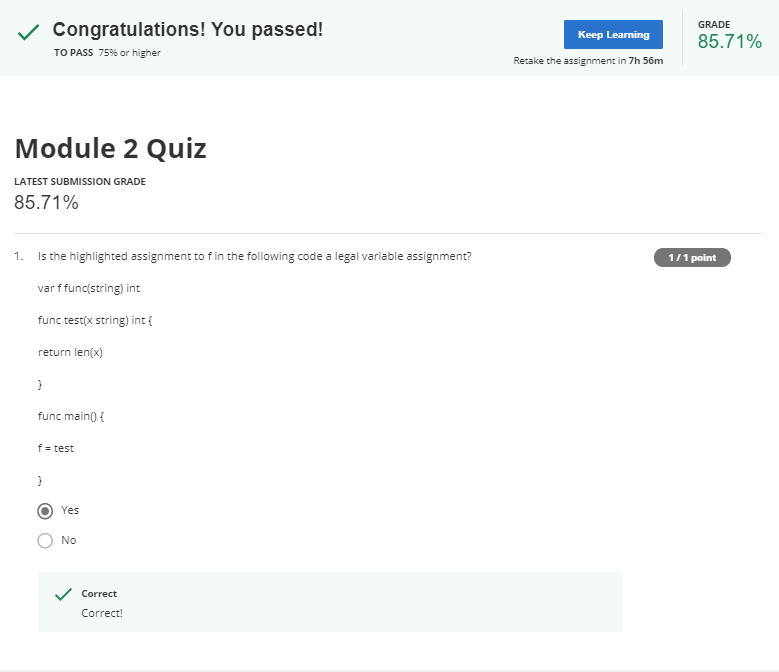 Congratulations! You passed!
TO PASS 75% or higher
Keep Learning
Retake the assignment in 7h 56m
GRADE
85.71%
Module 2 Quiz
LATEST SUBMISSION GRADE
85.71%
1. Is the highlighted assignment to f in the following code a legal variable assignment?
1 / 1 point
var f func(string) int
func test(x string) int {
return len(x)
}
func main() {
f = test
}
Yes
No
Correct
Correct!